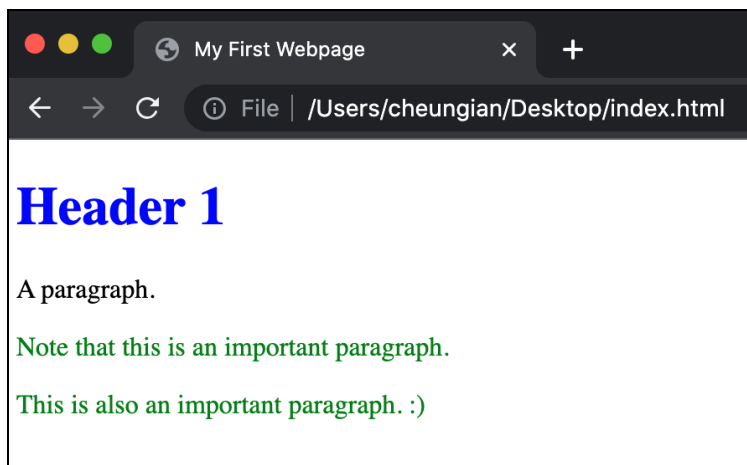 My First Webpage
File | /Users/cheungian/Desktop/index.html
Header 1
A paragraph.
Note that this is an important paragraph.
This is also an important paragraph. :)